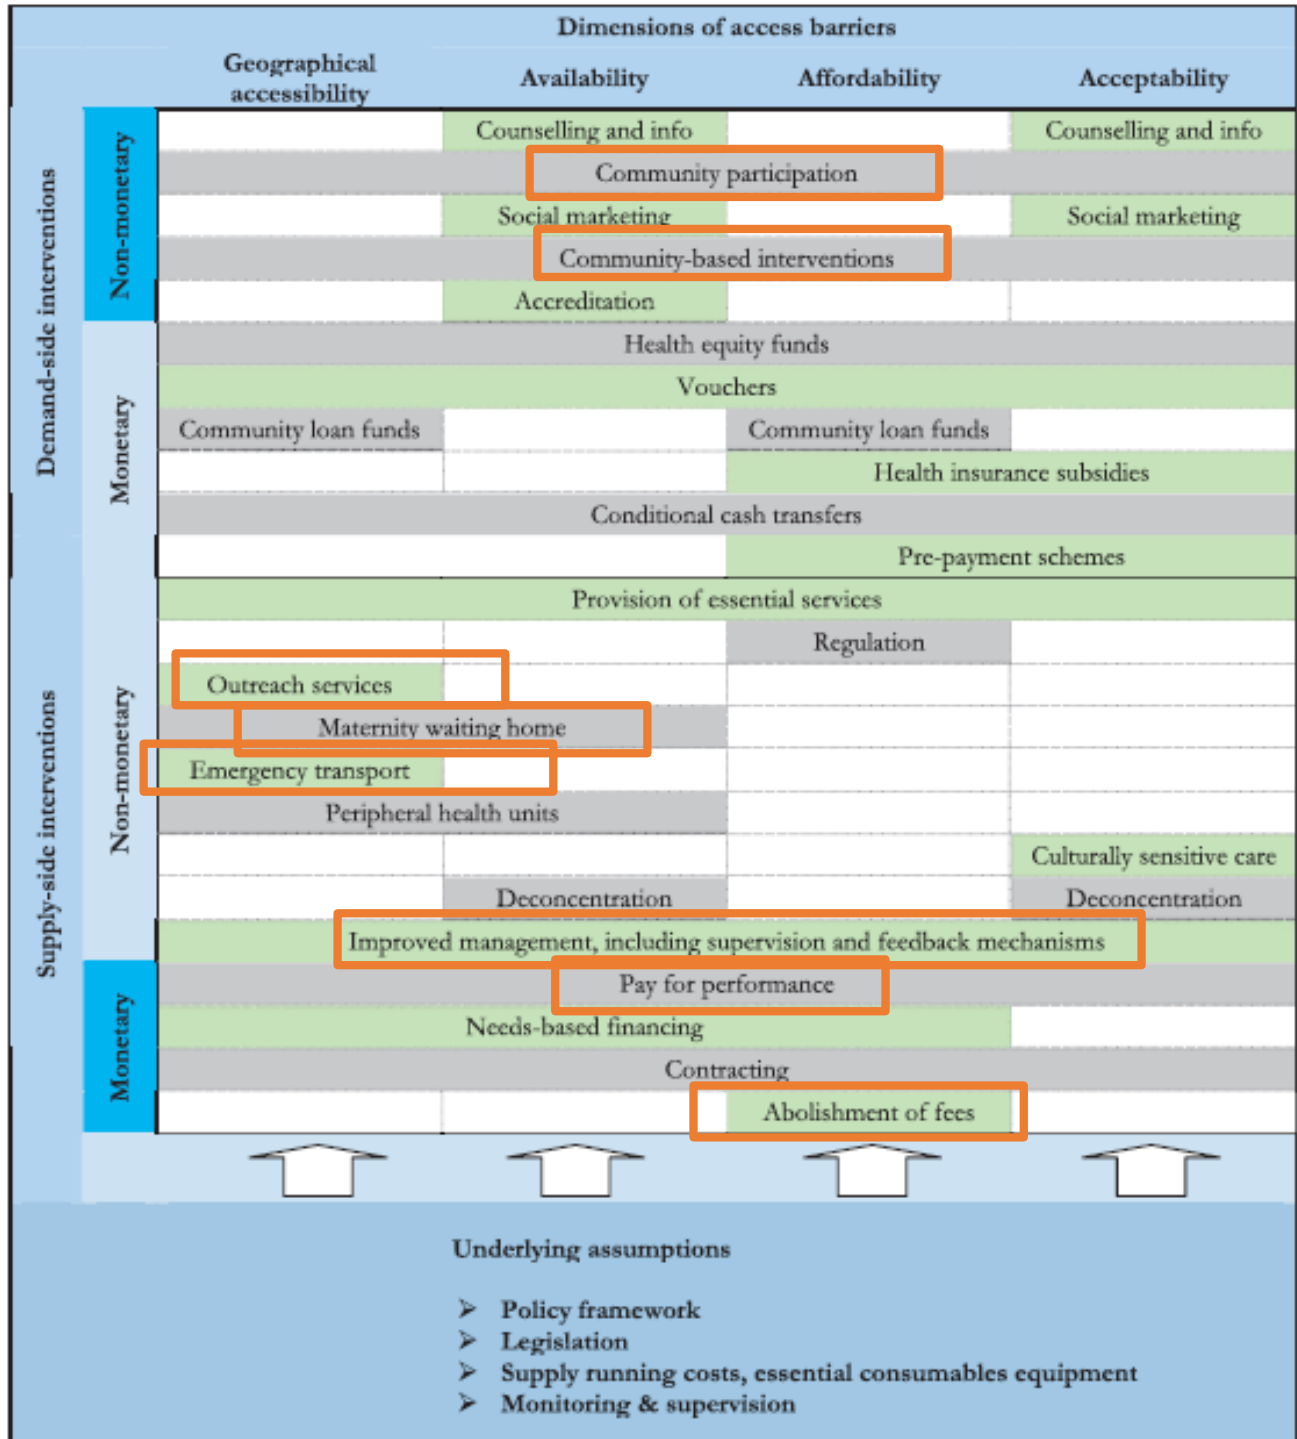 Dimensions of access barriers
Geographical
accessibility
Availability
Affordability
Acceptability
Demand-side interventions
Non-monetary
Counselling and info
Counselling and info
Community participation
Social marketing
Social marketing
Community-based interventions
Accreditation
Monetary
Health equity funds
Vouchers
Community loan funds
Community loan funds
Health insurance subsidies
Conditional cash transfers
Pre-payment schemes
Supply-side interventions
Non-monetary
Provision of essential services
Regulation
Outreach services
Maternity waiting home
Emergency transport
Peripheral health units
Culturally sensitive care
Deconcentration
Deconcentration
Improved management, including supervision and feedback mechanisms
Monetary
Pay for performance
Needs-based financing
Contracting
Abolishment of fees
Underlying assumptions
➢ Policy framework
➢ Legislation
➢ Supply running costs, essential consumables equipment
➢ Monitoring & supervision